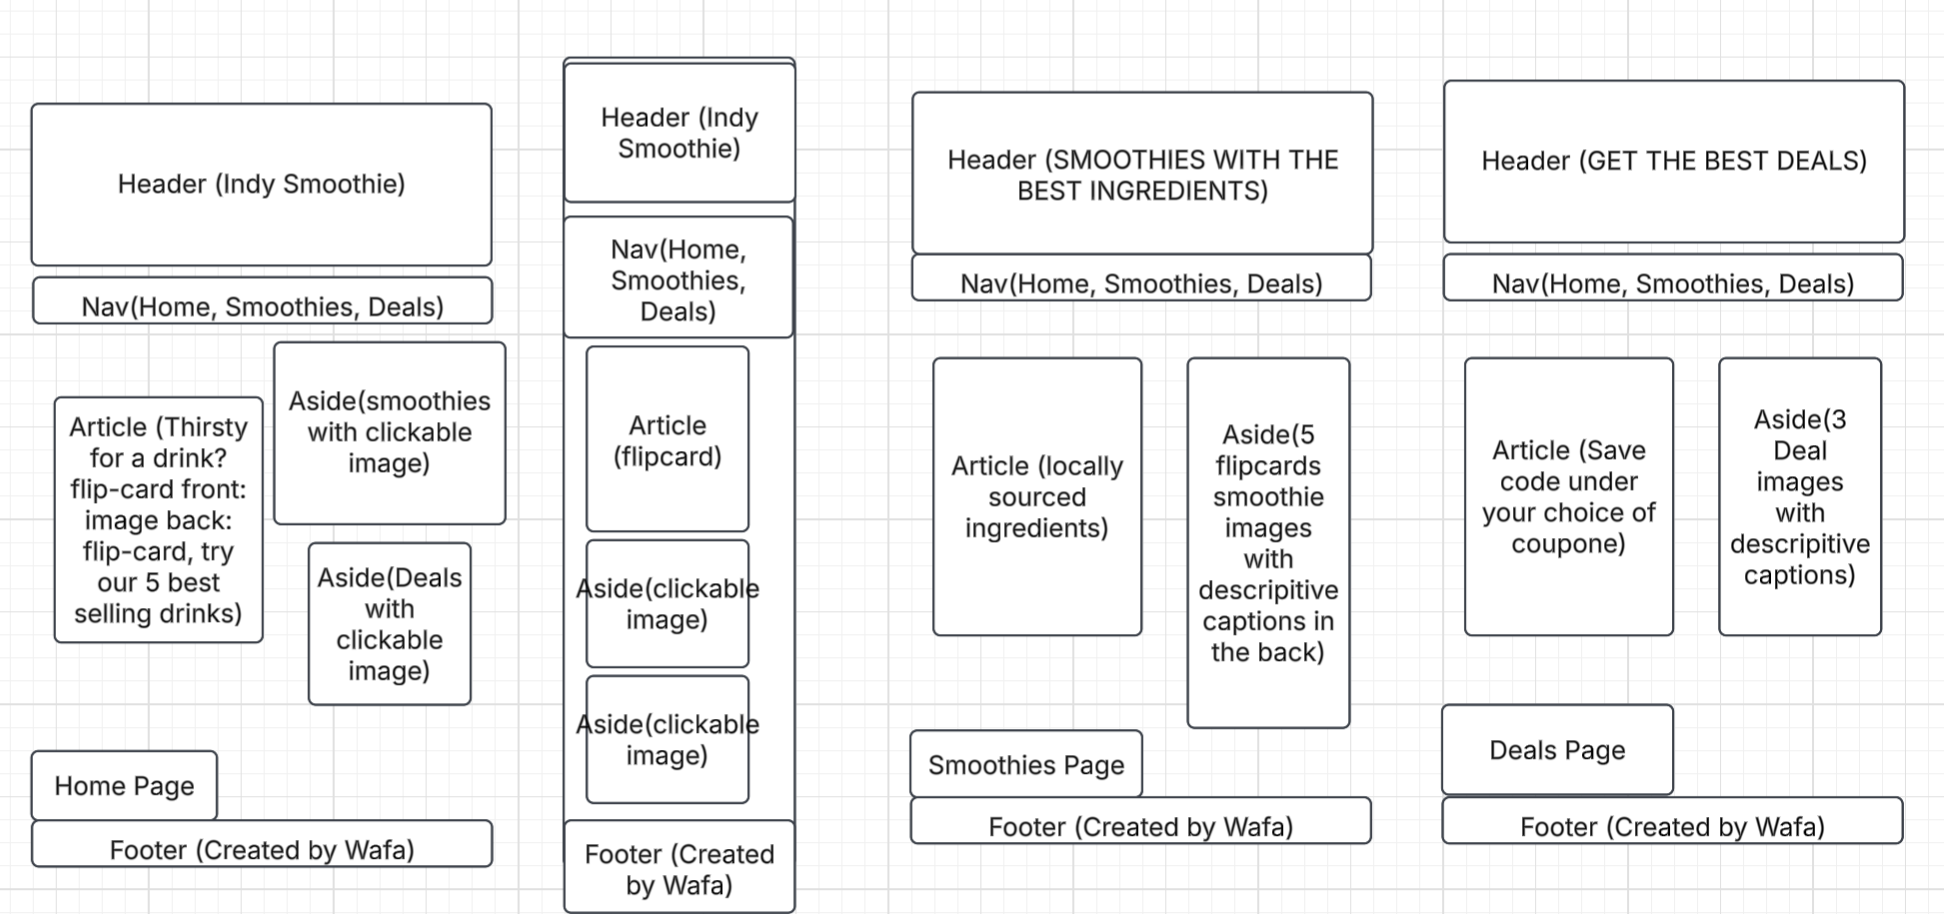 Header (Indy Smoothie)
Nav(Home, Smoothies, Deals)
Article (Thirsty
for a drink?
flip-card front:
image back:
flip-card, try
our 5 best
selling drinks)
Aside(smoothies
with clickable
image)
Aside(Deals
with
clickable
image)
Home Page
Footer (Created by Wafa)
Header (Indy
Smoothie)
Nav(Home,
Smoothies,
Deals)
Article
(flipcard)
Aside(clickable
image)
Aside(clickable
image)
Footer (Created
by Wafa)
Header (SMOOTHIES WITH THE
BEST INGREDIENTS)
Nav(Home, Smoothies, Deals)
Article (locally
sourced
ingredients)
Aside(5
flipcards
smoothie
images
with
descripitive
captions in
the back)
Smoothies Page
Footer (Created by Wafa)
Header (GET THE BEST DEALS)
Nav(Home, Smoothies, Deals)
Article (Save
code under
your choice of
coupone)
Aside(3
Deal
images
with
descripitive
captions)
Deals Page
Footer (Created by Wafa)